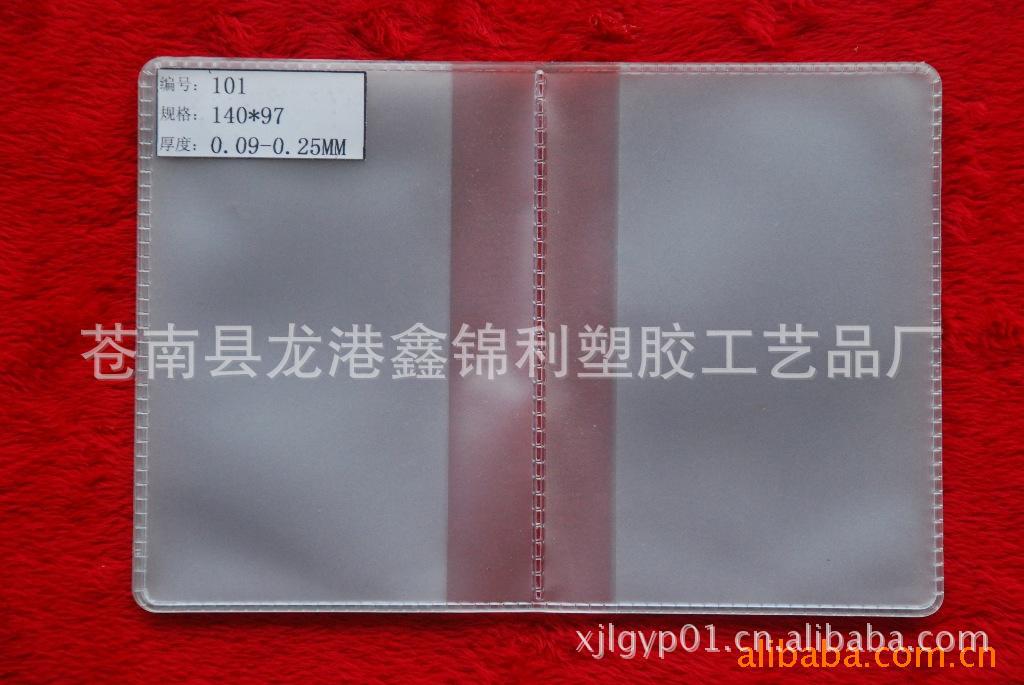 编号: 101
规格: 140*97
厚度: 0.09-0.25MM
苍南县龙港鑫锦利塑胶工艺品厂
xjlgyp01.cn.alibaba.com
alibaba.com.cn